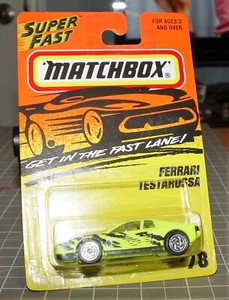 SUPER
FAST
FOR AGES 3
AND OVER
MATCHBOX
GET IN THE FAST LANE!
FERRARI
TESTAROSSA
78